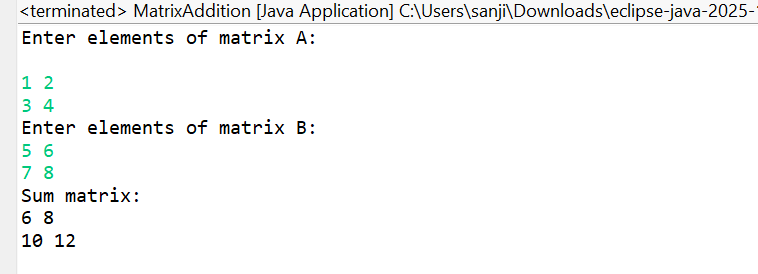 <terminated> MatrixAddition [Java Application] C:\Users\sanji\Downloads\eclipse-java-2025-
Enter elements of matrix A:
1 2
3 4
Enter elements of matrix B:
5 6
7 8
Sum matrix:
6 8
10 12